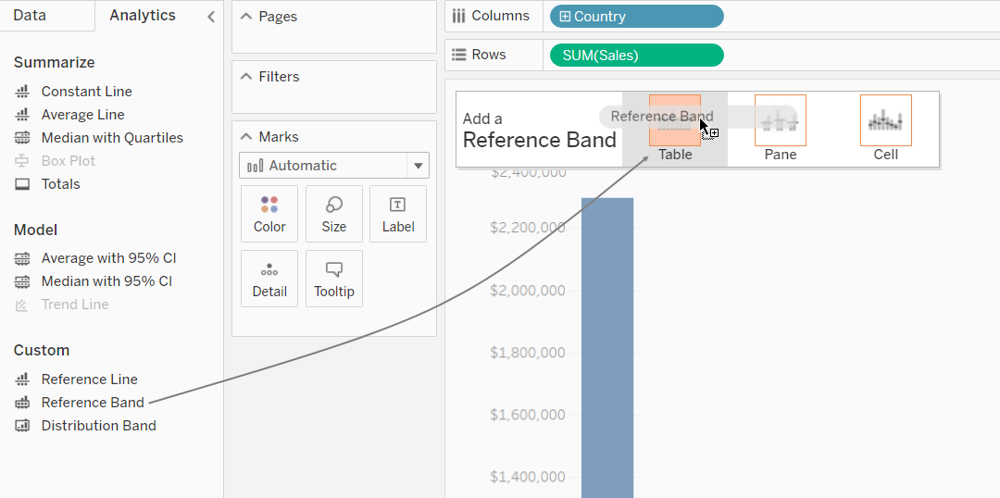 Data
Analytics
Summarize
Constant Line
Average Line
Median with Quartiles
Box Plot
Totals
Model
Average with 95% CI
Median with 95% CI
Trend Line
Custom
Reference Line
Reference Band
Distribution Band
Pages
Filters
Marks
Automatic
Color
Size
Label
Detail
Tooltip
Columns
Country
Rows
SUM(Sales)
Add a
Reference Band
Reference Band
Table
Pane
Cell
$2,400,000
$2,200,000
$2,000,000
$1,800,000
$1,600,000
$1,400,000